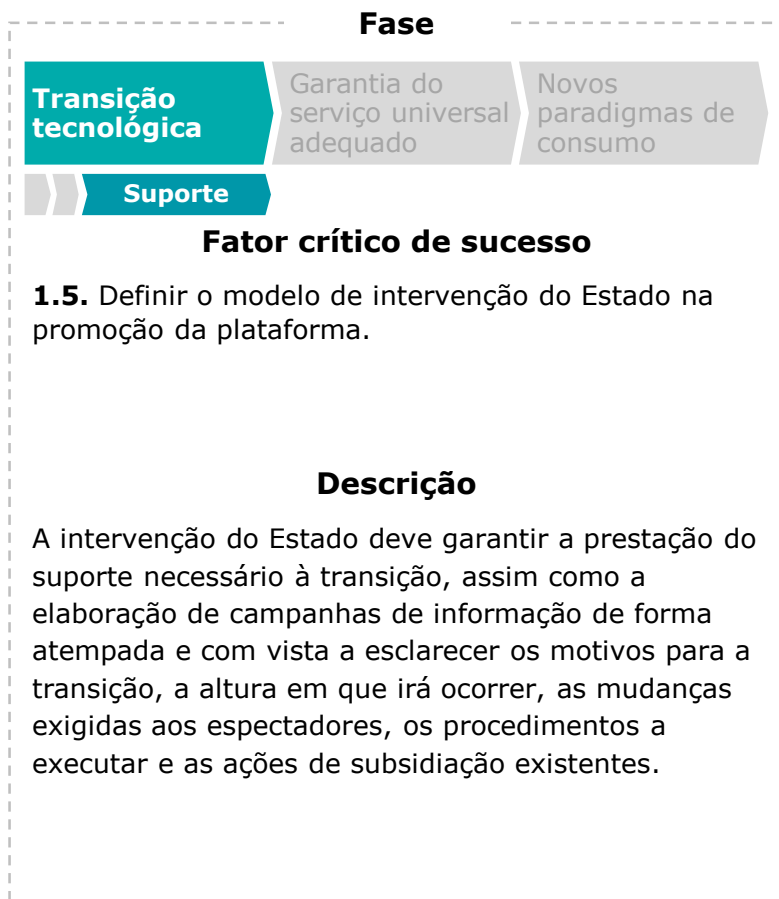 Fase
Transição
tecnológica
Garantia do
serviço universal
adequado
Novos
paradigmas de
consumo
Suporte
Fator crítico de sucesso
1.5. Definir o modelo de intervenção do Estado na
promoção da plataforma.
Descrição
A intervenção do Estado deve garantir a prestação do
suporte necessário à transição, assim como a
elaboração de campanhas de informação de forma
atempada e com vista a esclarecer os motivos para a
transição, a altura em que irá ocorrer, as mudanças
exigidas aos espectadores, os procedimentos a
executar e as ações de subsidiação existentes.